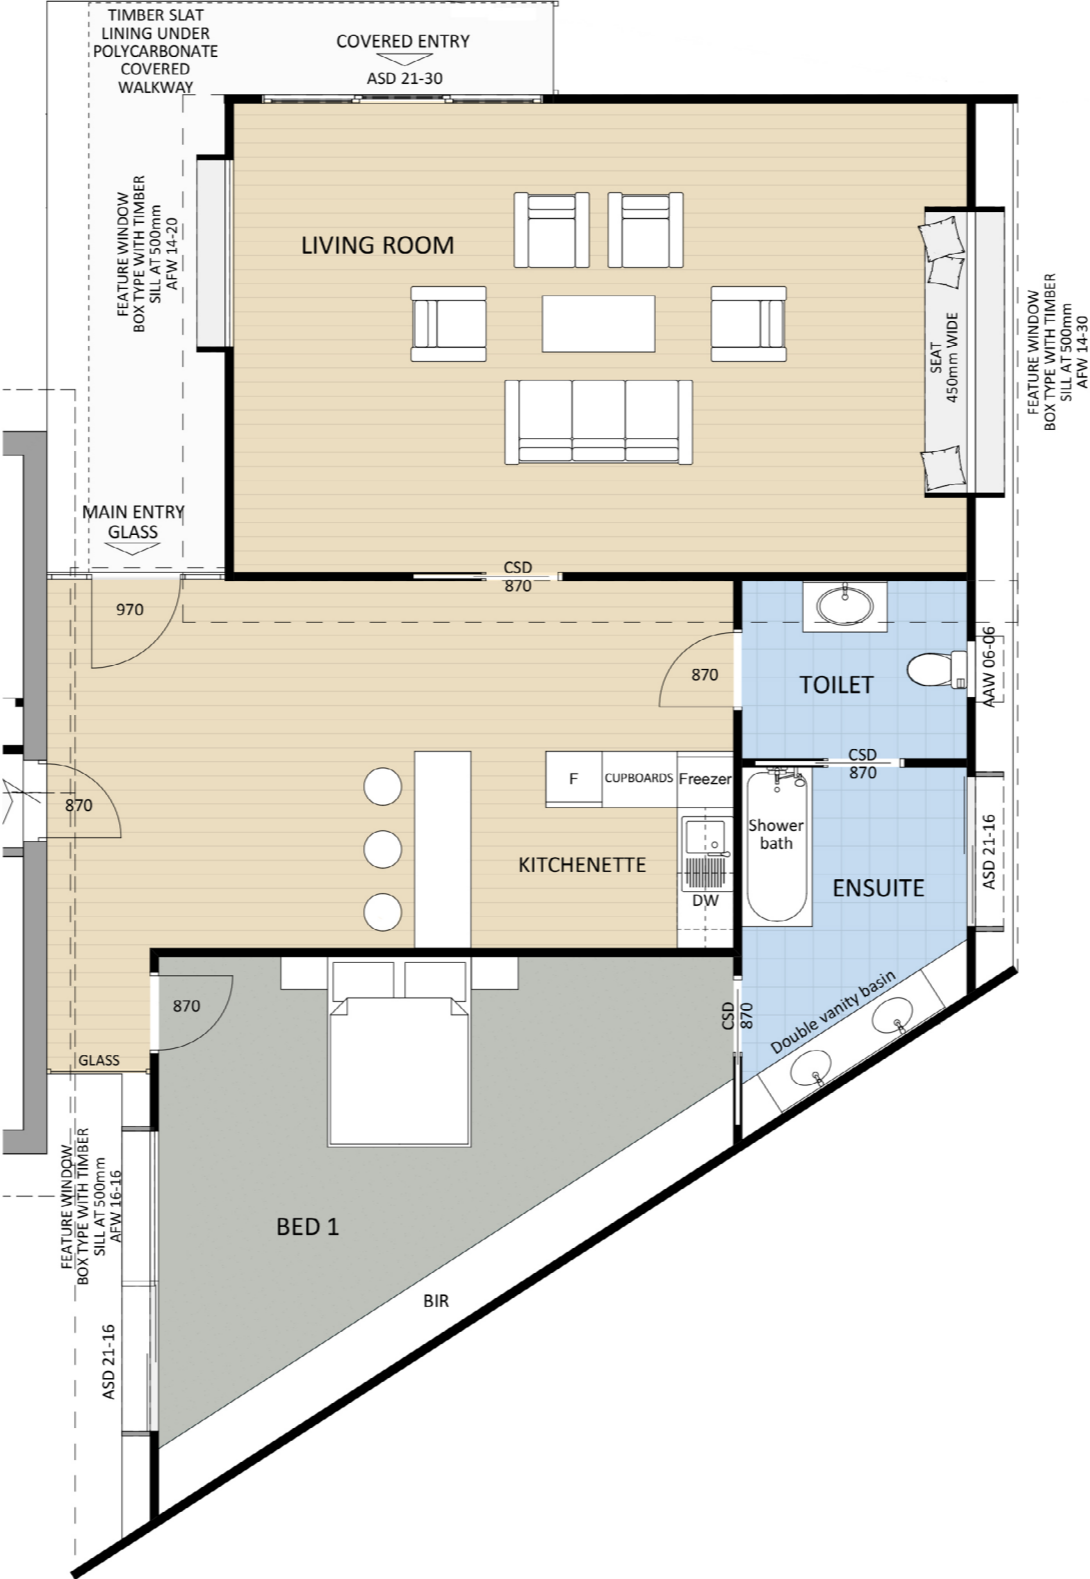 TIMBER SLAT
LINING UNDER
POLYCARBONATE
COVERED
WALKWAY
COVERED ENTRY
ASD 21-30
FEATURE WINDOW
BOX TYPE WITH TIMBER
SILL AT 500mm
AFW 14-20
LIVING ROOM
SEAT
450mm WIDE
FEATURE WINDOW
BOX TYPE WITH TIMBER
SILL AT 500mm
AFW 14-30
MAIN ENTRY
GLASS
970
CSD
870
870
TOILET
AAW 06-06
CSD
870
870
F
CUPBOARDS
Freezer
KITCHENETTE
DW
Shower
bath
ENSUITE
ASD 21-16
870
CSD
870
Double vanity basin
GLASS
FEATURE WINDOW
BOX TYPE WITH TIMBER
SILL AT 500mm
AFW 16-16
BED 1
BIR
ASD 21-16